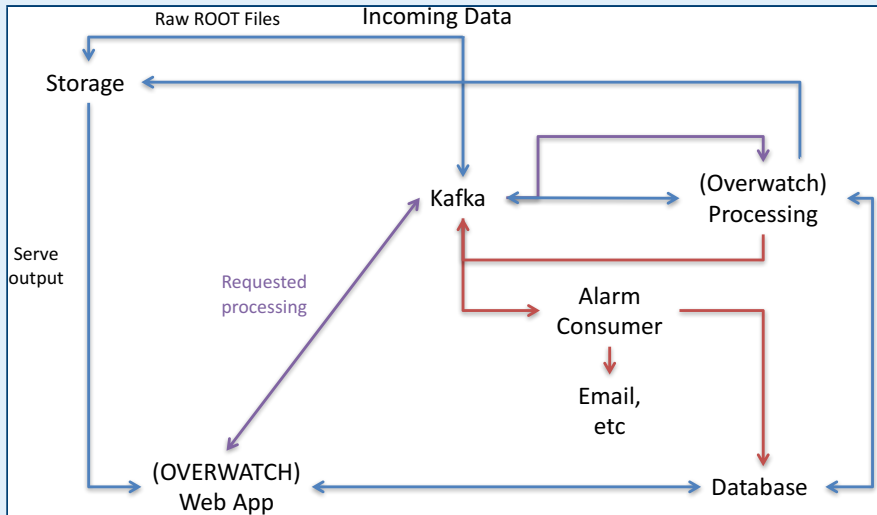 Raw ROOT Files
Incoming Data
Storage
Kafka
(Overwatch)
Processing
Serve
output
Requested
processing
Alarm
Consumer
Email,
etc
(OVERWATCH)
Web App
Database